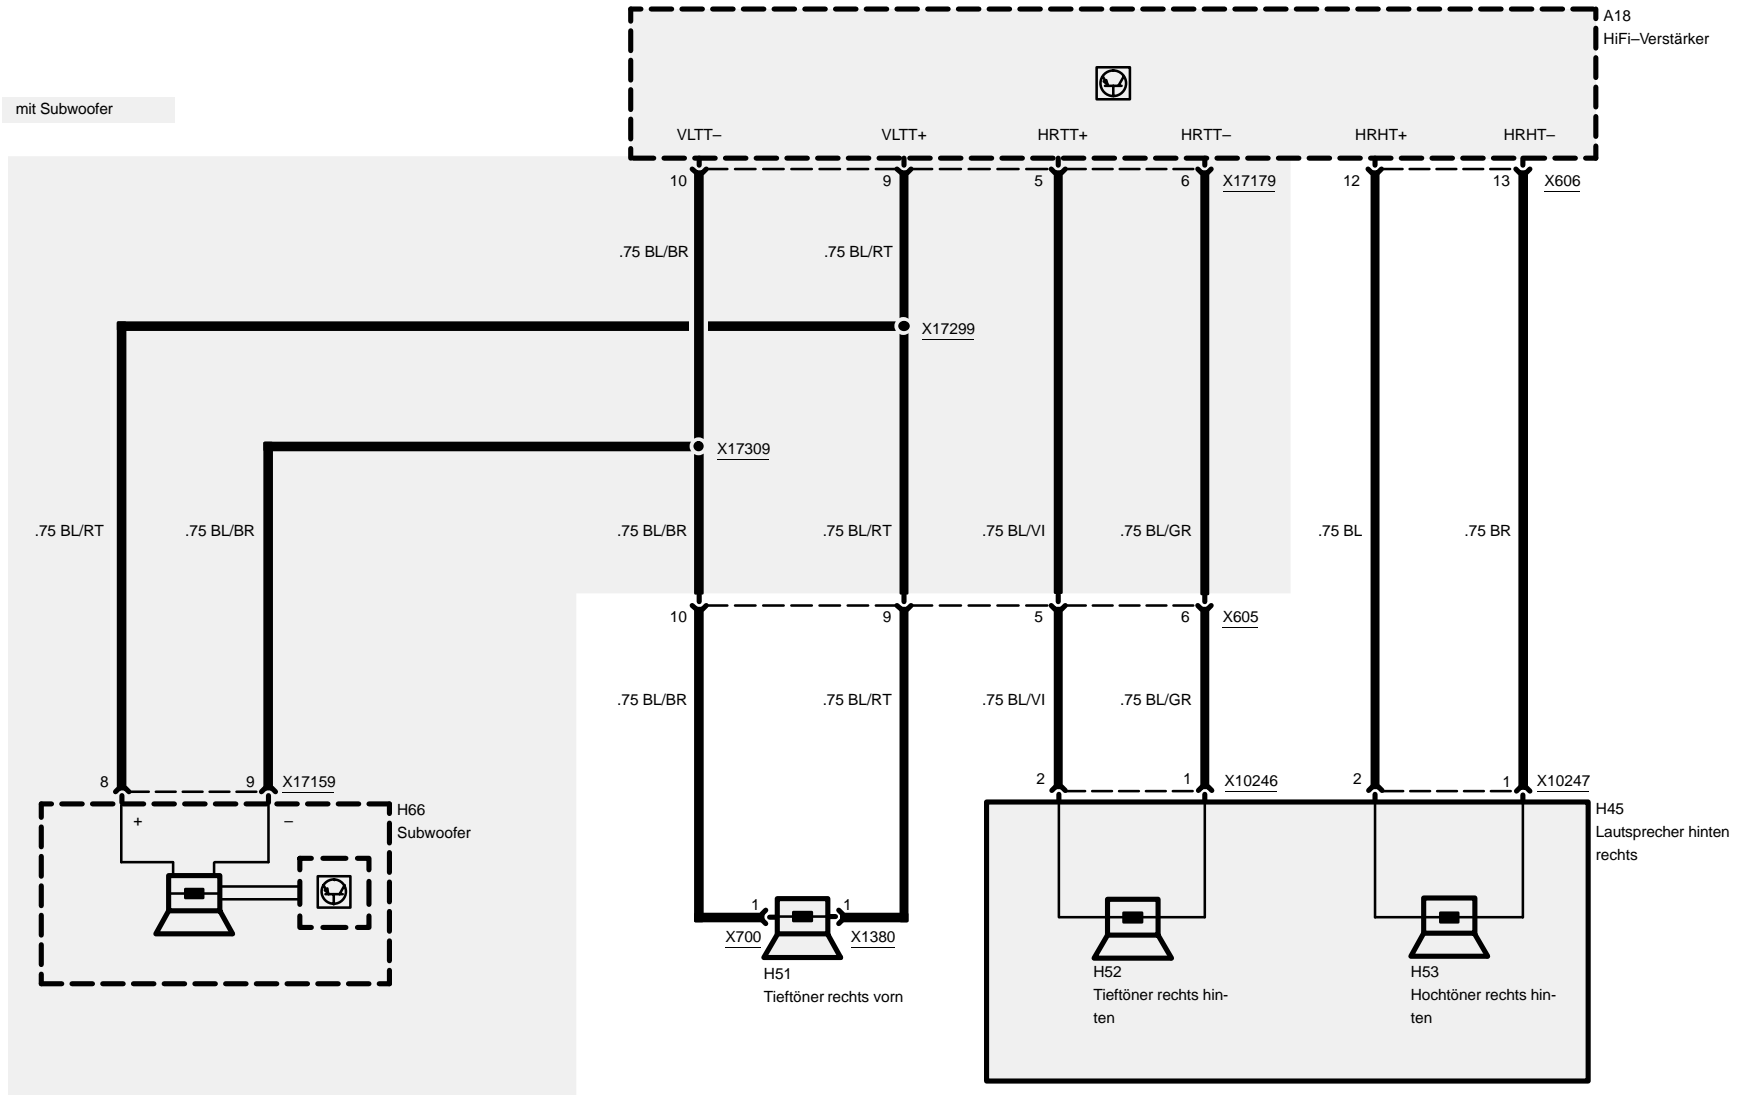 A18
HiFi–Verstärker
mit Subwoofer
VLTT–
VLTT+
HRTT+
HRTT–
HRHT+
HRHT–
10
9
5
6
X17179
12
13
X606
.75 BL/BR
.75 BL/RT
X17299
X17309
.75 BL/RT
.75 BL/BR
.75 BL/BR
.75 BL/RT
.75 BL/VI
.75 BL/GR
.75 BL
.75 BR
10
9
5
6
X605
.75 BL/BR
.75 BL/RT
.75 BL/VI
.75 BL/GR
8
9
X17159
2
1
X10246
2
1
X10247
H66
Subwoofer
+
–
H45
Lautsprecher hinten
rechts
1
1
X700
X1380
H51
Tieftöner rechts vorn
H52
Tieftöner rechts hin-
ten
H53
Hochtöner rechts hin-
ten